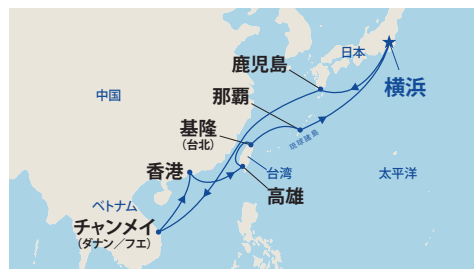 日本
鹿児島
横浜
那覇
中国
基隆
(台北)
琉球諸島
香港
台湾
太平洋
高雄
ベトナム
チャンメイ
(ダナン/フエ)